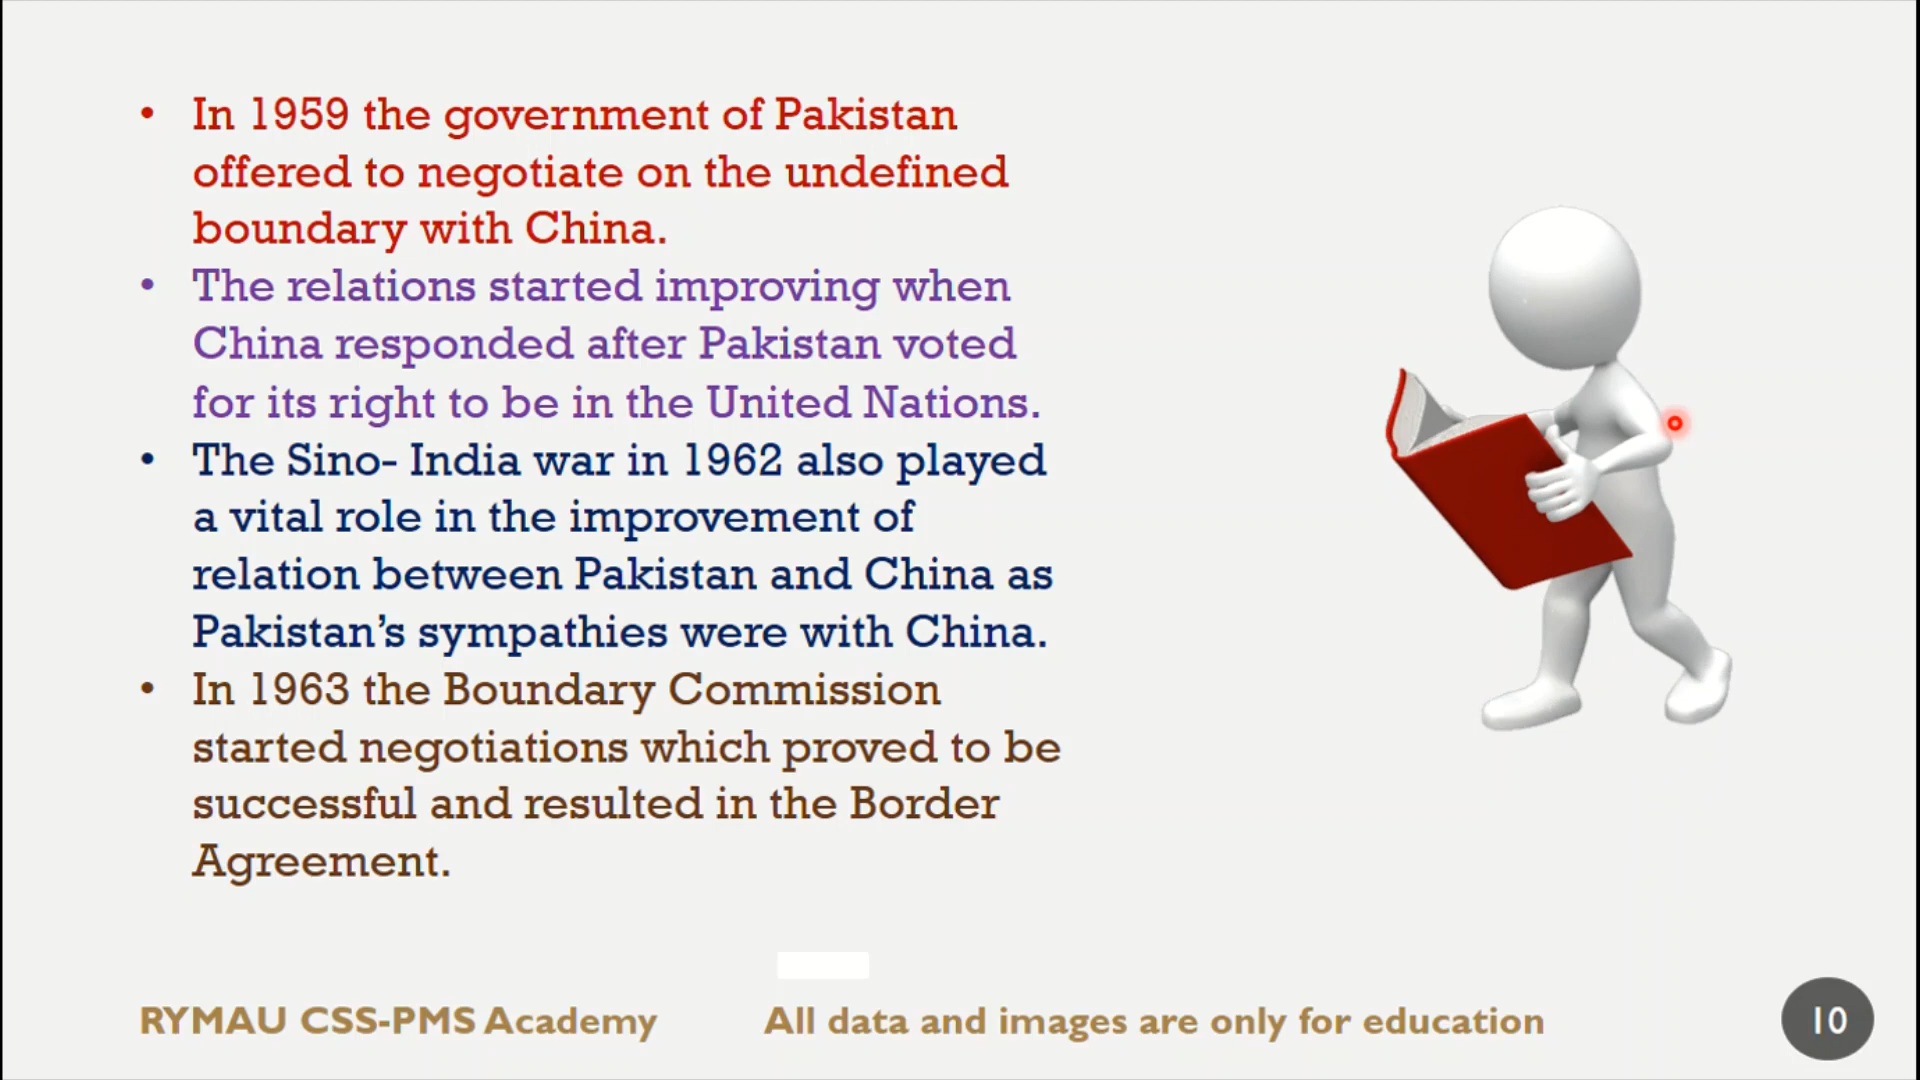 • In 1959 the government of Pakistan
offered to negotiate on the undefined
boundary with China.
• The relations started improving when
China responded after Pakistan voted
for its right to be in the United Nations.
• The Sino- India war in 1962 also played
a vital role in the improvement of
relation between Pakistan and China as
Pakistan’s sympathies were with China.
• In 1963 the Boundary Commission
started negotiations which proved to be
successful and resulted in the Border
Agreement.
RYMAU CSS-PMS Academy
All data and images are only for education
10